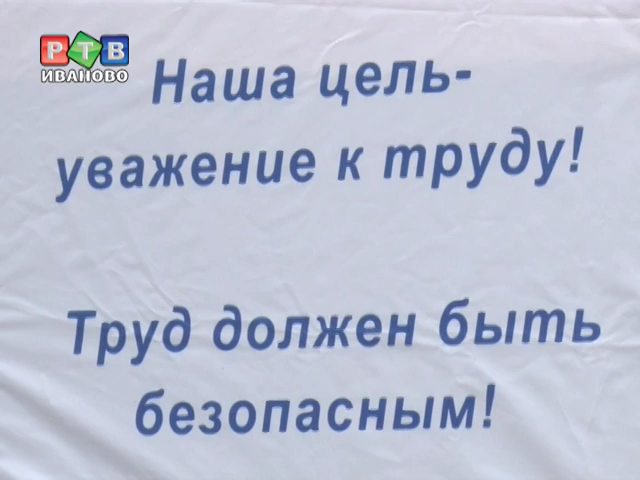 РТВ
ИВАНОВО
Наша цель-
уважение к труду!
Труд должен быть
безопасным!